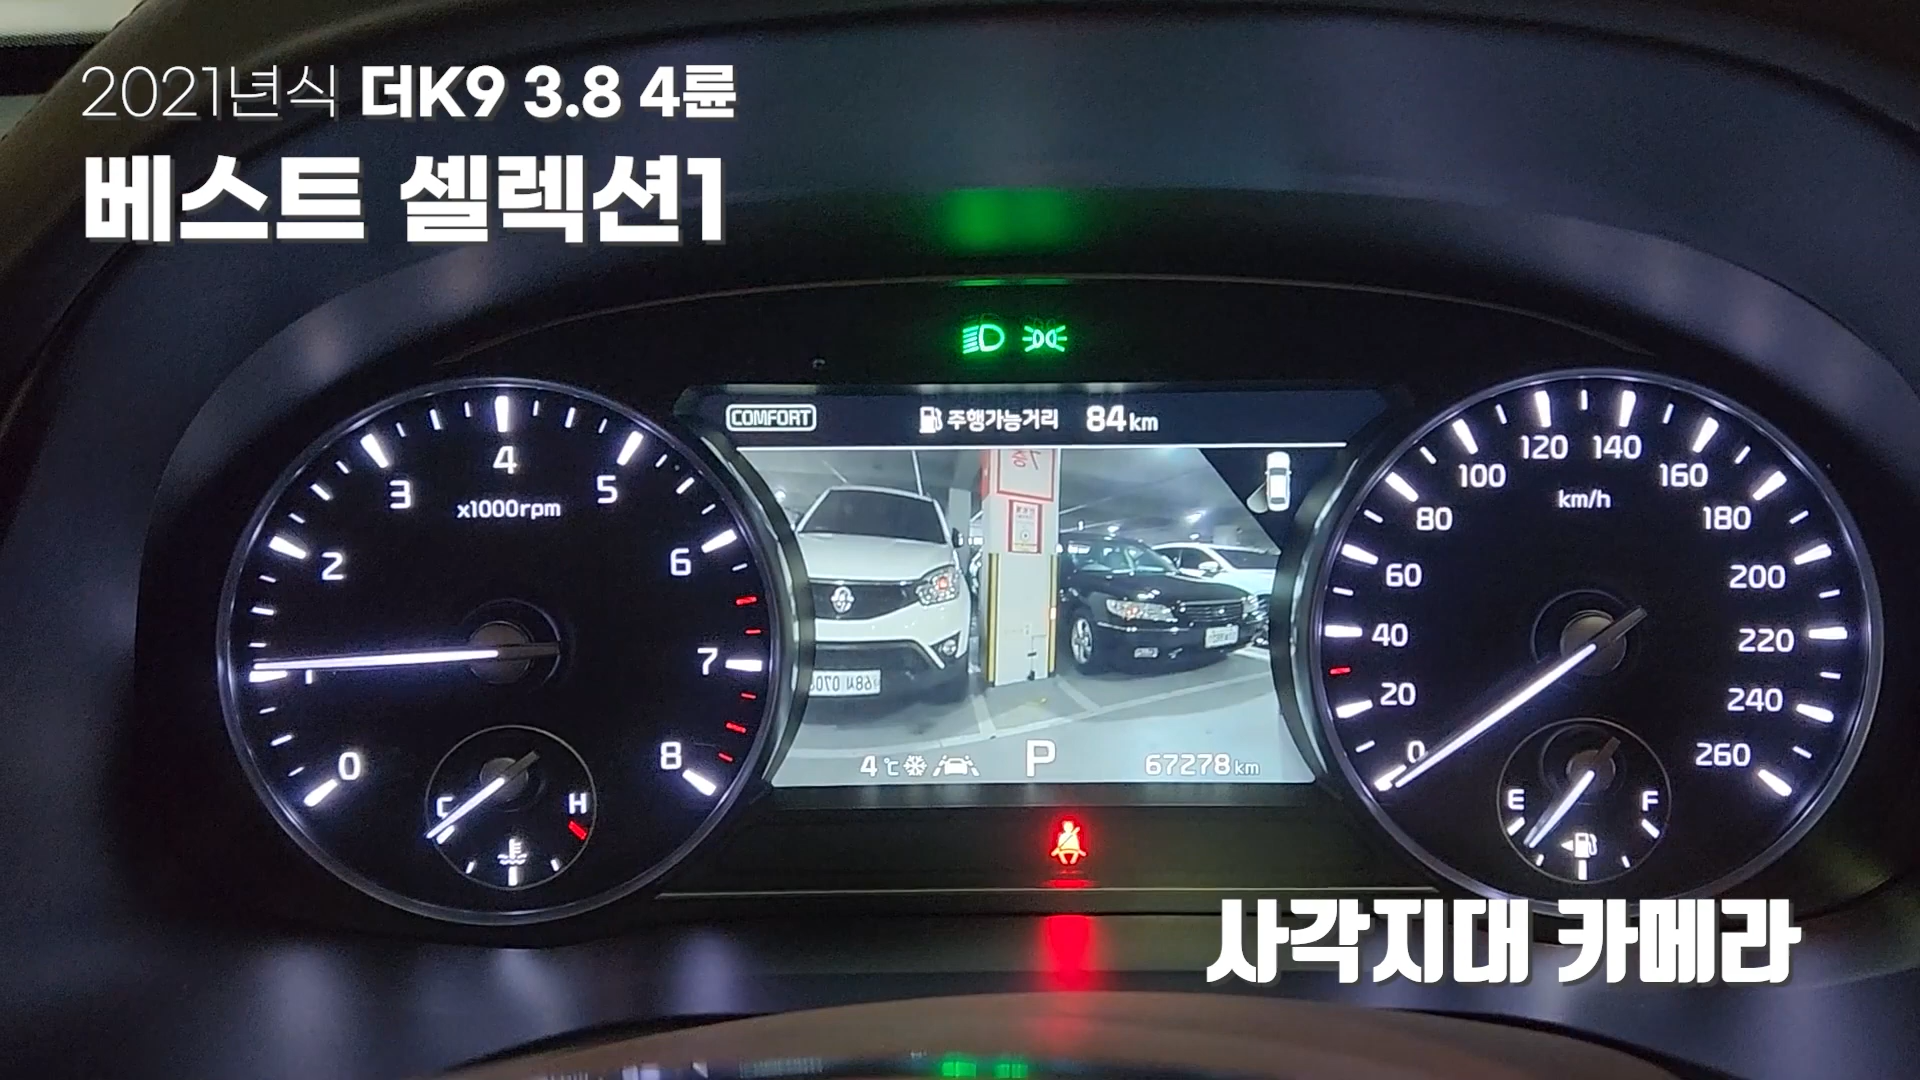 2021년식 더K9 3.8 4륜
베스트 셀렉션1
COMFORT 주행가능거리 84km
x1000rpm
0 1 2 3 4 5 6 7 8
C H
4℃ P 67278km
km/h
0 20 40 60 80 100 120 140 160 180 200 220 240 260
E F
사각지대 카메라